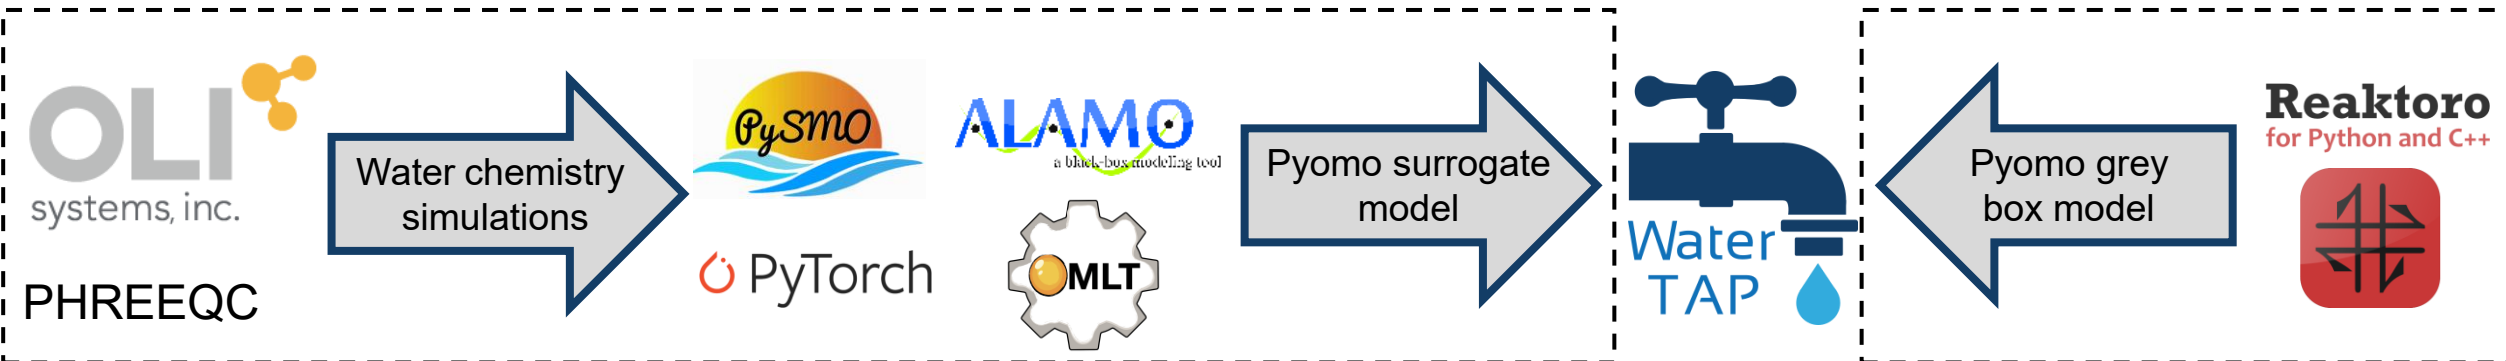 OLI
systems, inc.
PHREEQC
Water chemistry
simulations
PySMO
ALAMO
a black-box modeling tool
PyTorch
OMLT
Pyomo surrogate
model
Water
TAP
Pyomo grey
box model
Reaktoro
for Python and C++